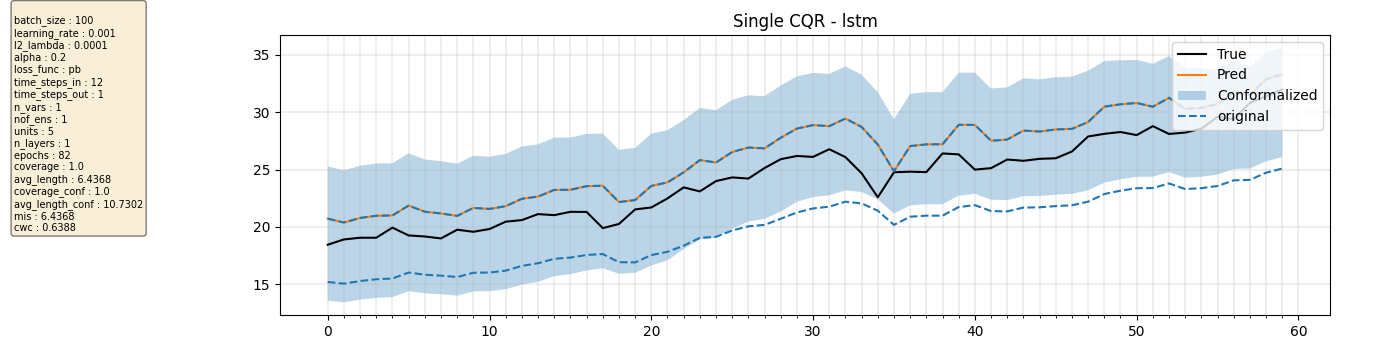 batch_size : 100
learning_rate : 0.001
l2_lambda : 0.0001
alpha : 0.2
loss_func : pb
time_steps_in : 12
time_steps_out : 1
n_vars : 1
nof_ens : 1
units : 5
n_layers : 1
epochs : 82
coverage : 1.0
avg_length : 6.4368
coverage_conf : 1.0
avg_length_conf : 10.7302
mis : 6.4368
cwc : 0.6388
Single CQR - lstm
35
30
25
20
15
0 10 20 30 40 50 60
True
Pred
Conformalized
original